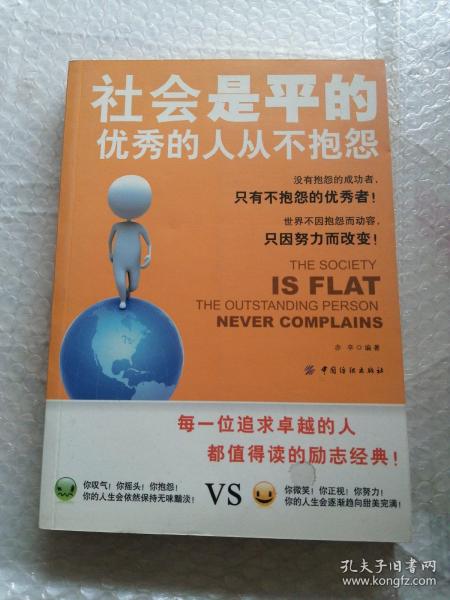 社会是平的
优秀的人从不抱怨
没有抱怨的成功者，
只有不抱怨的优秀者！
世界不因抱怨而动容，
只因努力而改变！
THE SOCIETY
IS FLAT
THE OUTSTANDING PERSON
NEVER COMPLAINS
亦辛◎编著
中国纺织出版社
每一位追求卓越的人
都值得读的励志经典！
你叹气！你摇头！你抱怨！
你的人生会依然保持无味黯淡！
VS
你微笑！你正视！你努力！
你的人生会逐渐趋向甜美完满！
孔夫子旧书网
www.kongfz.com